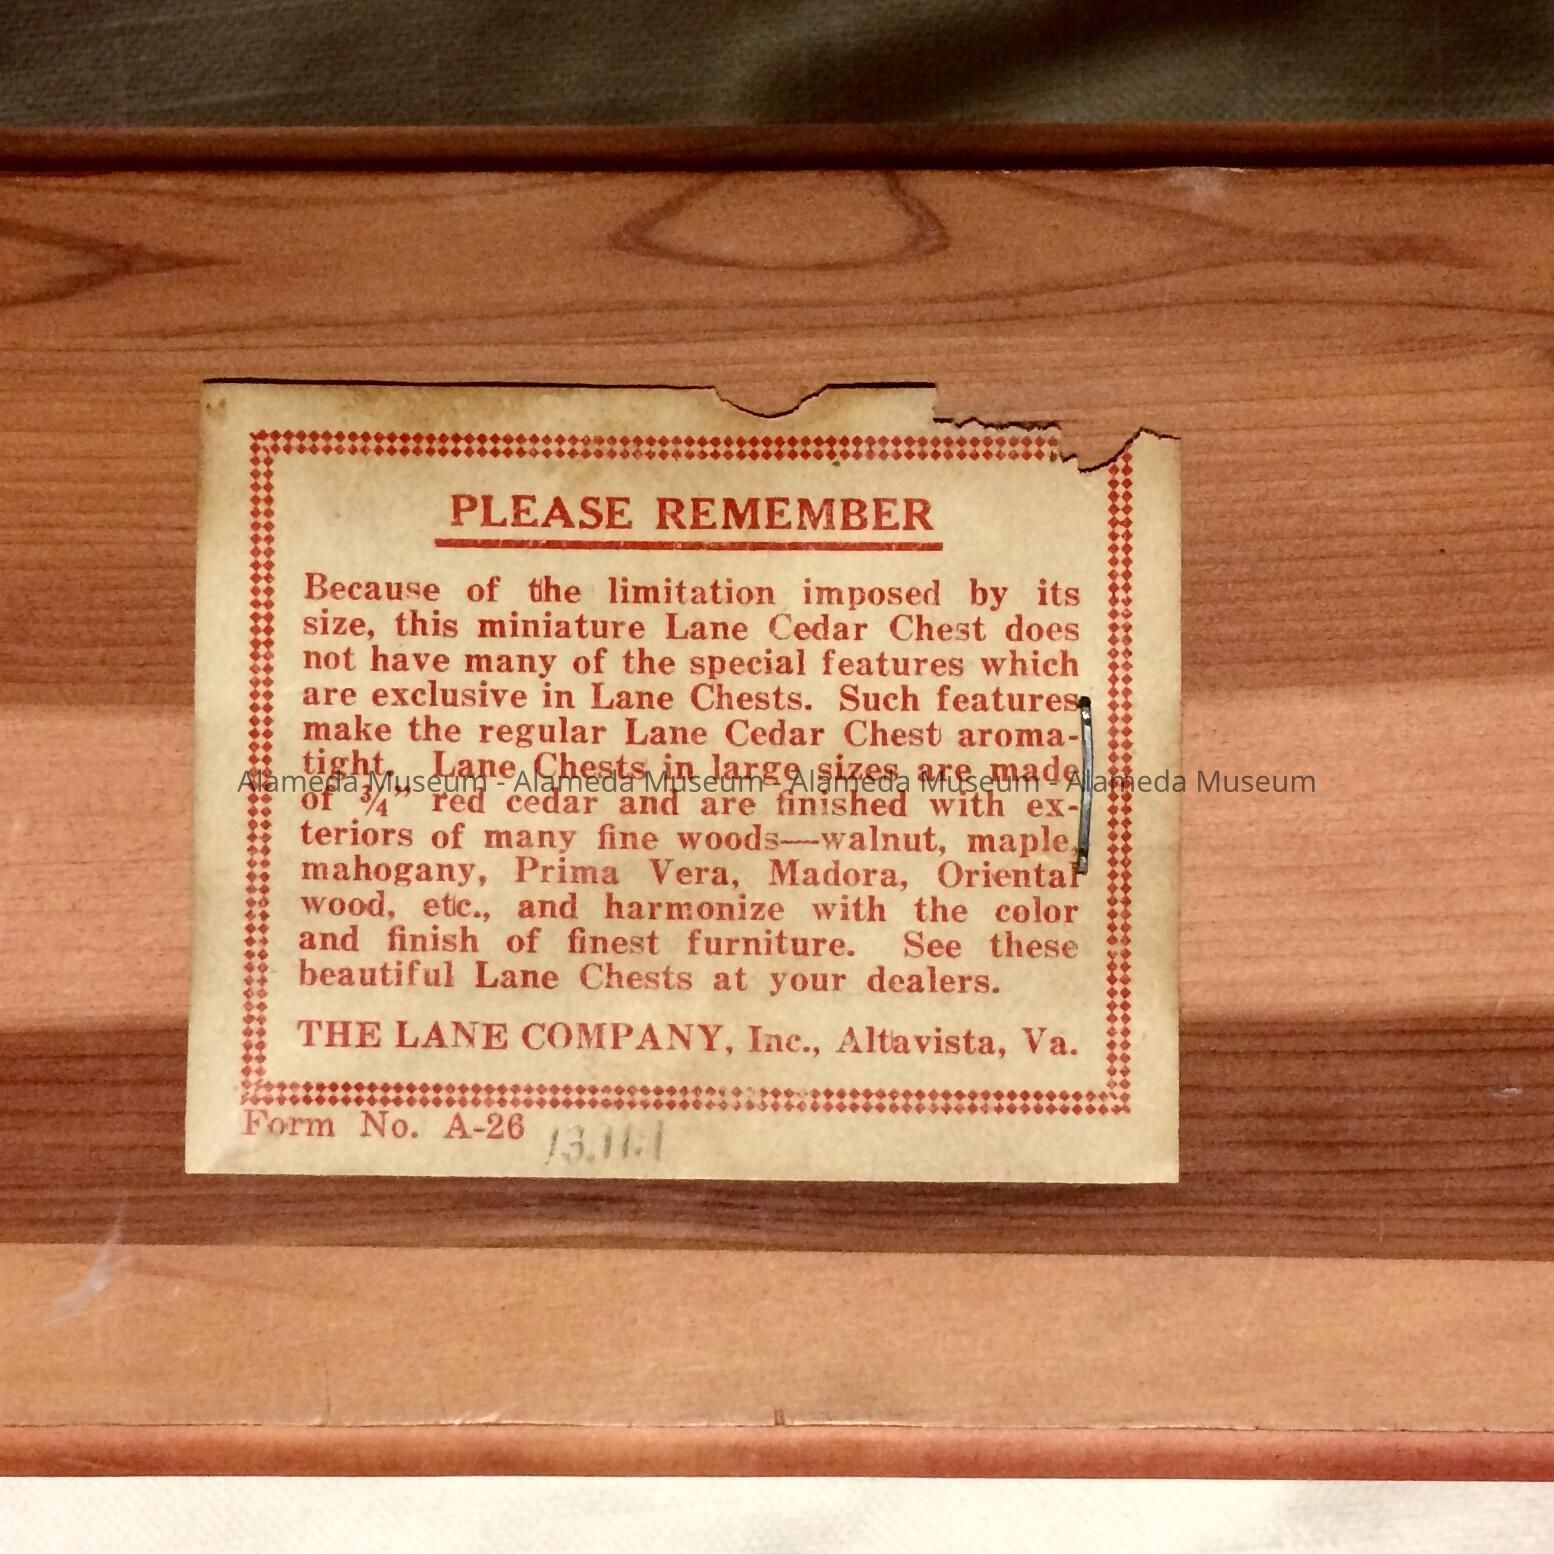 PLEASE REMEMBER
Because of the limitation imposed by its
size, this miniature Lane Cedar Chest does
not have many of the special features which
are exclusive in Lane Chests. Such features
make the regular Lane Cedar Chest aroma-
tight. Lane Chests in large sizes are made
Alameda Museum - Alameda Museum - Alameda Museum - Alameda Museum
of ¾" red cedar and are finished with ex-
teriors of many fine woods—walnut, maple,
mahogany, Prima Vera, Madora, Oriental
wood, etc., and harmonize with the color
and finish of finest furniture. See these
beautiful Lane Chests at your dealers.
THE LANE COMPANY, Inc., Altavista, Va.
Form No. A-26
13.11.1